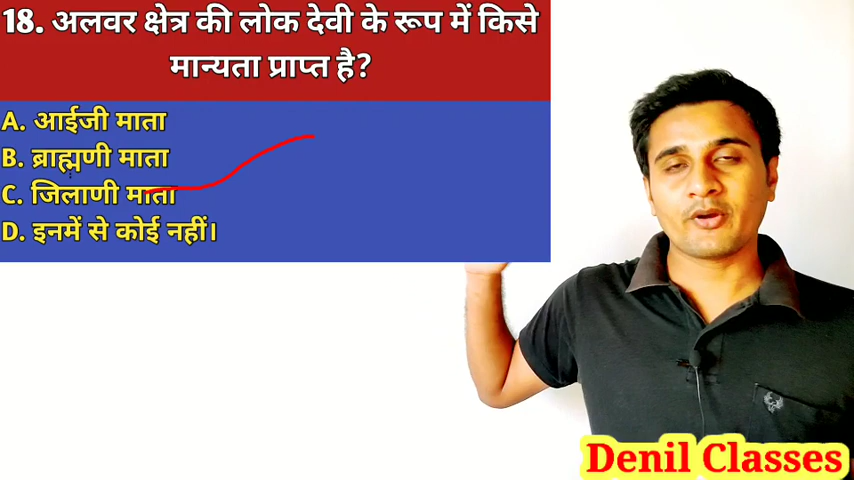 18. अलवर क्षेत्र की लोक देवी के रूप में किसे
मान्यता प्राप्त है?
A. आईजी माता
B. ब्राह्मणी माता
C. जिलाणी माता
D. इनमें से कोई नहीं।
Denil Classes